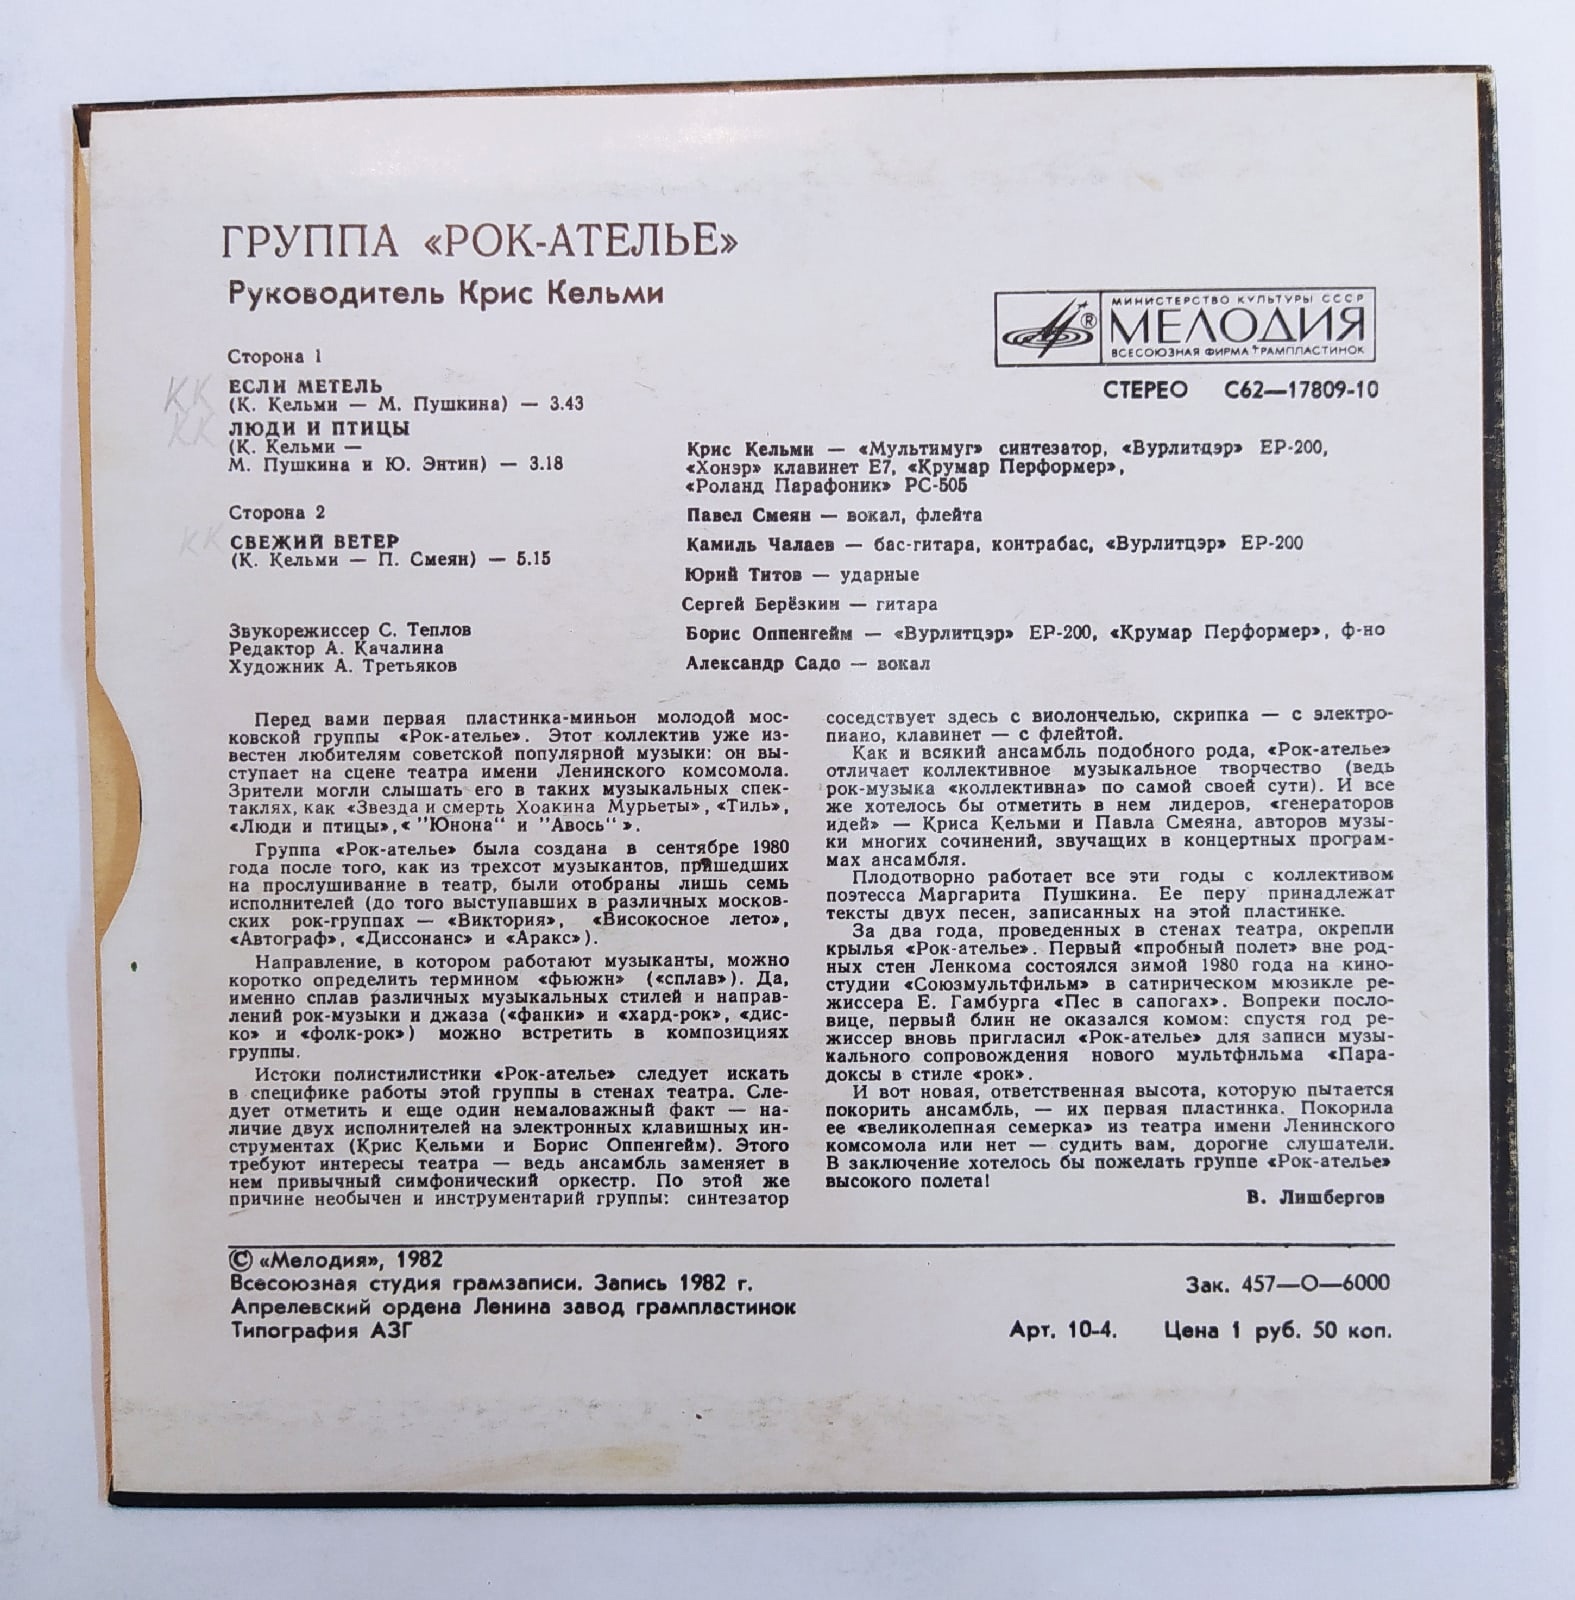 ГРУППА «РОК-АТЕЛЬЕ»
Руководитель Крис Кельми
МИНИСТЕРСТВО КУЛЬТУРЫ СССР
МЕЛОДИЯ
ВСЕСОЮЗНАЯ ФИРМА ГРАМПЛАСТИНОК
®
СТЕРЕО С62—17809-10
Сторона 1
КК ЕСЛИ МЕТЕЛЬ
(К. Кельми — М. Пушкина) — 3.43
КК ЛЮДИ И ПТИЦЫ
(К. Кельми —
М. Пушкина и Ю. Энтин) — 3.18
Сторона 2
КК СВЕЖИЙ ВЕТЕР
(К. Кельми — П. Смеян) — 5.15
Звукорежиссер С. Теплов
Редактор А. Качалина
Художник А. Третьяков
Крис Кельми — «Мультимуг» синтезатор, «Вурлитцэр» ЕР-200,
«Хонэр» клавинет Е7, «Крумар Перформер»,
«Роланд Парафоник» РС-505
Павел Смеян — вокал, флейта
Камиль Чалаев — бас-гитара, контрабас, «Вурлитцэр» ЕР-200
Юрий Титов — ударные
Сергей Берёзкин — гитара
Борис Оппенгейм — «Вурлитцэр» ЕР-200, «Крумар Перформер», ф-но
Александр Садо — вокал
Перед вами первая пластинка-миньон молодой мос-
ковской группы «Рок-ателье». Этот коллектив уже из-
вестен любителям советской популярной музыки: он вы-
ступает на сцене театра имени Ленинского комсомола.
Зрители могли слышать его в таких музыкальных спек-
таклях, как «Звезда и смерть Хоакина Мурьеты», «Тиль»,
«Люди и птицы», « "Юнона" и "Авось" ».
Группа «Рок-ателье» была создана в сентябре 1980
года после того, как из трехсот музыкантов, пришедших
на прослушивание в театр, были отобраны лишь семь
исполнителей (до того выступавших в различных москов-
ских рок-группах — «Виктория», «Високосное лето»,
«Автограф», «Диссонанс» и «Аракс»).
Направление, в котором работают музыканты, можно
коротко определить термином «фьюжн» («сплав»). Да,
именно сплав различных музыкальных стилей и направ-
лений рок-музыки и джаза («фанки» и «хард-рок», «дис-
ко» и «фолк-рок») можно встретить в композициях
группы.
Истоки полистилистики «Рок-ателье» следует искать
в специфике работы этой группы в стенах театра. Сле-
дует отметить и еще один немаловажный факт — на-
личие двух исполнителей на электронных клавишных ин-
струментах (Крис Кельми и Борис Оппенгейм). Этого
требуют интересы театра — ведь ансамбль заменяет в
нем привычный симфонический оркестр. По этой же
причине необычен и инструментарий группы: синтезатор
соседствует здесь с виолончелью, скрипка — с электро-
пиано, клавинет — с флейтой.
Как и всякий ансамбль подобного рода, «Рок-ателье»
отличает коллективное музыкальное творчество (ведь
рок-музыка «коллективна» по самой своей сути). И все
же хотелось бы отметить в нем лидеров, «генераторов
идей» — Криса Кельми и Павла Смеяна, авторов музы-
ки многих сочинений, звучащих в концертных програм-
мах ансамбля.
Плодотворно работает все эти годы с коллективом
поэтесса Маргарита Пушкина. Ее перу принадлежат
тексты двух песен, записанных на этой пластинке.
За два года, проведенных в стенах театра, окрепли
крылья «Рок-ателье». Первый «пробный полет» вне род-
ных стен Ленкома состоялся зимой 1980 года на кино-
студии «Союзмультфильм» в сатирическом мюзикле ре-
жиссера Е. Гамбурга «Пес в сапогах». Вопреки посло-
вице, первый блин не оказался комом: спустя год ре-
жиссер вновь пригласил «Рок-ателье» для записи музы-
кального сопровождения нового мультфильма «Пара-
доксы в стиле «рок».
И вот новая, ответственная высота, которую пытается
покорить ансамбль, — их первая пластинка. Покорила
ее «великолепная семерка» из театра имени Ленинского
комсомола или нет — судить вам, дорогие слушатели.
В заключение хотелось бы пожелать группе «Рок-ателье»
высокого полета!
В. Лишбергов
© «Мелодия», 1982
Всесоюзная студия грамзаписи. Запись 1982 г.
Апрелевский ордена Ленина завод грампластинок
Типография АЗГ
Зак. 457—О—6000
Арт. 10-4. Цена 1 руб. 50 коп.